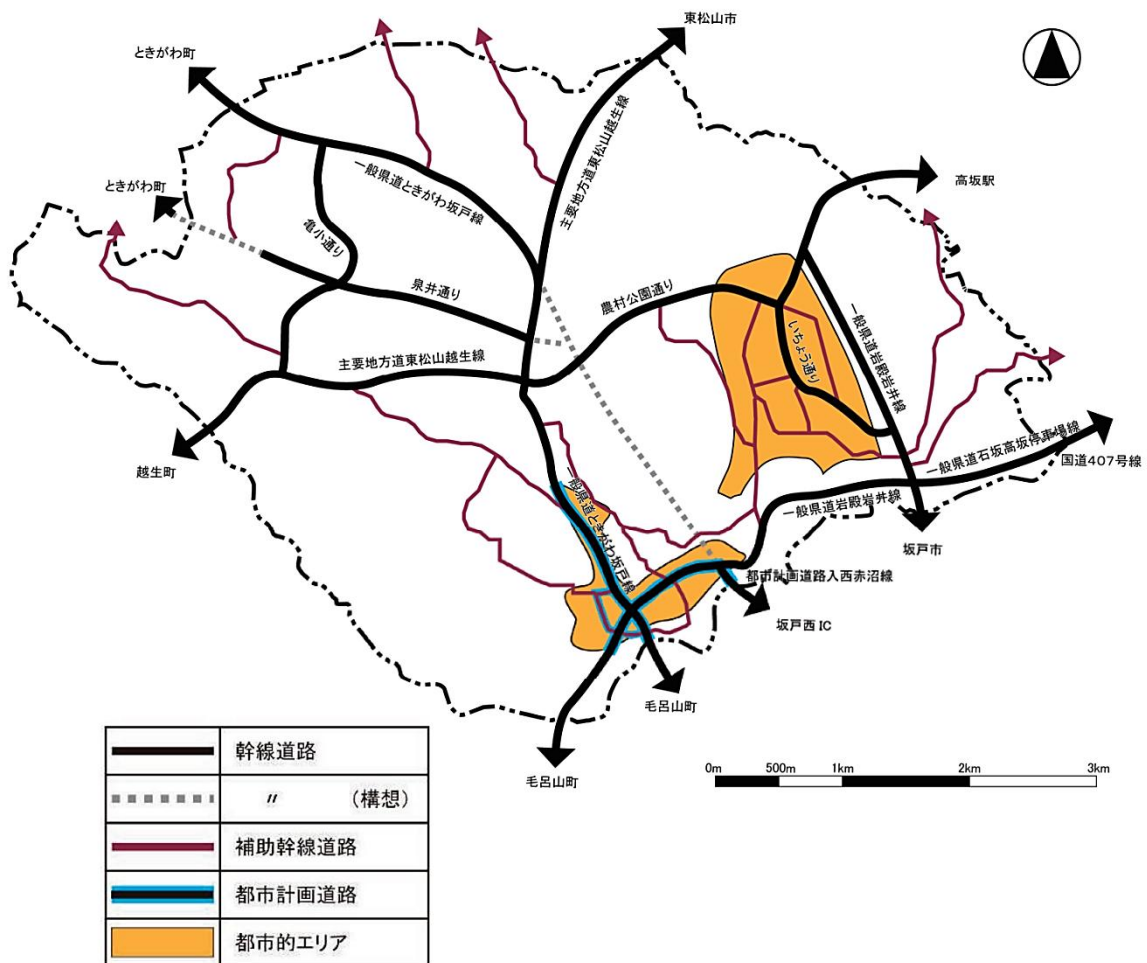 東松山市
ときがわ町
一般県道ときがわ坂戸線
主要地方道東松山越生線
高坂駅
ときがわ町
亀小通り
泉井通り
農村公園通り
いちょう通り
一般県道岩殿岩井線
主要地方道東松山越生線
越生町
一般県道ときがわ坂戸線
一般県道石坂高坂停車場線
国道407号線
一般県道岩殿岩井線
坂戸市
都市計画道路入西赤沼線
坂戸西IC
毛呂山町
毛呂山町
0m 500m 1km 2km 3km
幹線道路
〃 (構想)
補助幹線道路
都市計画道路
都市的エリア